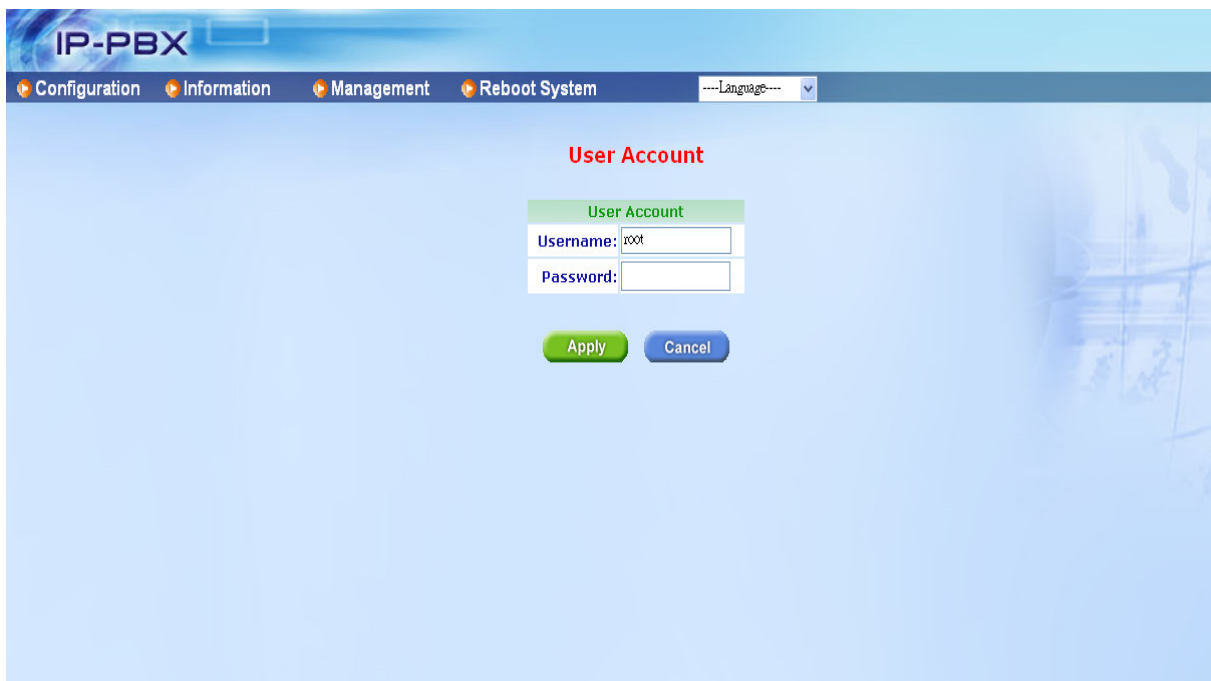 IP-PBX
Configuration Information Management Reboot System ----Language----
User Account
User Account
Username: root
Password:
Apply Cancel